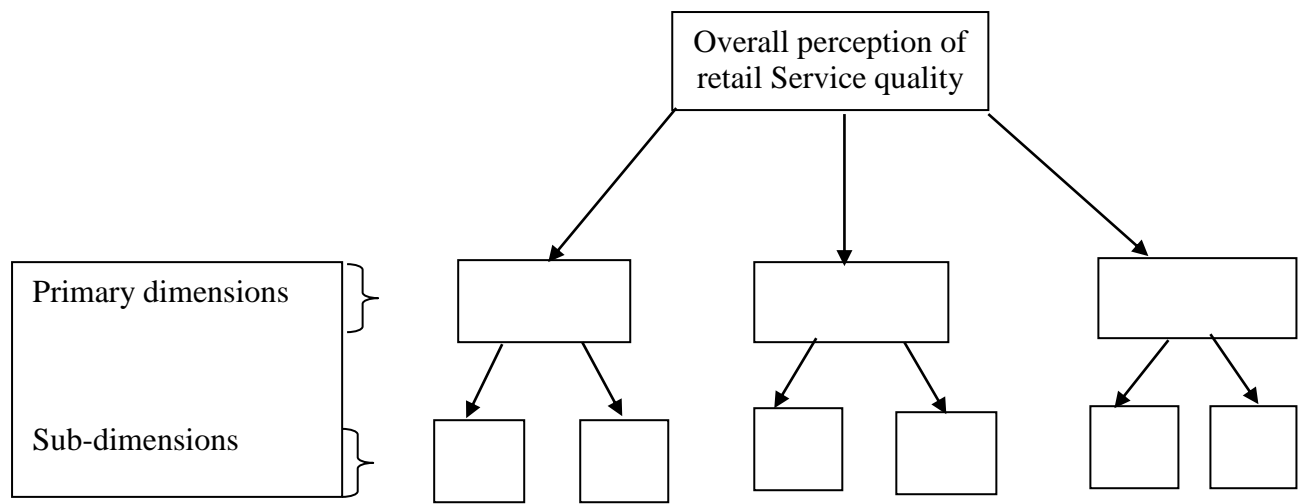 Overall perception of
retail Service quality
Primary dimensions
Sub-dimensions